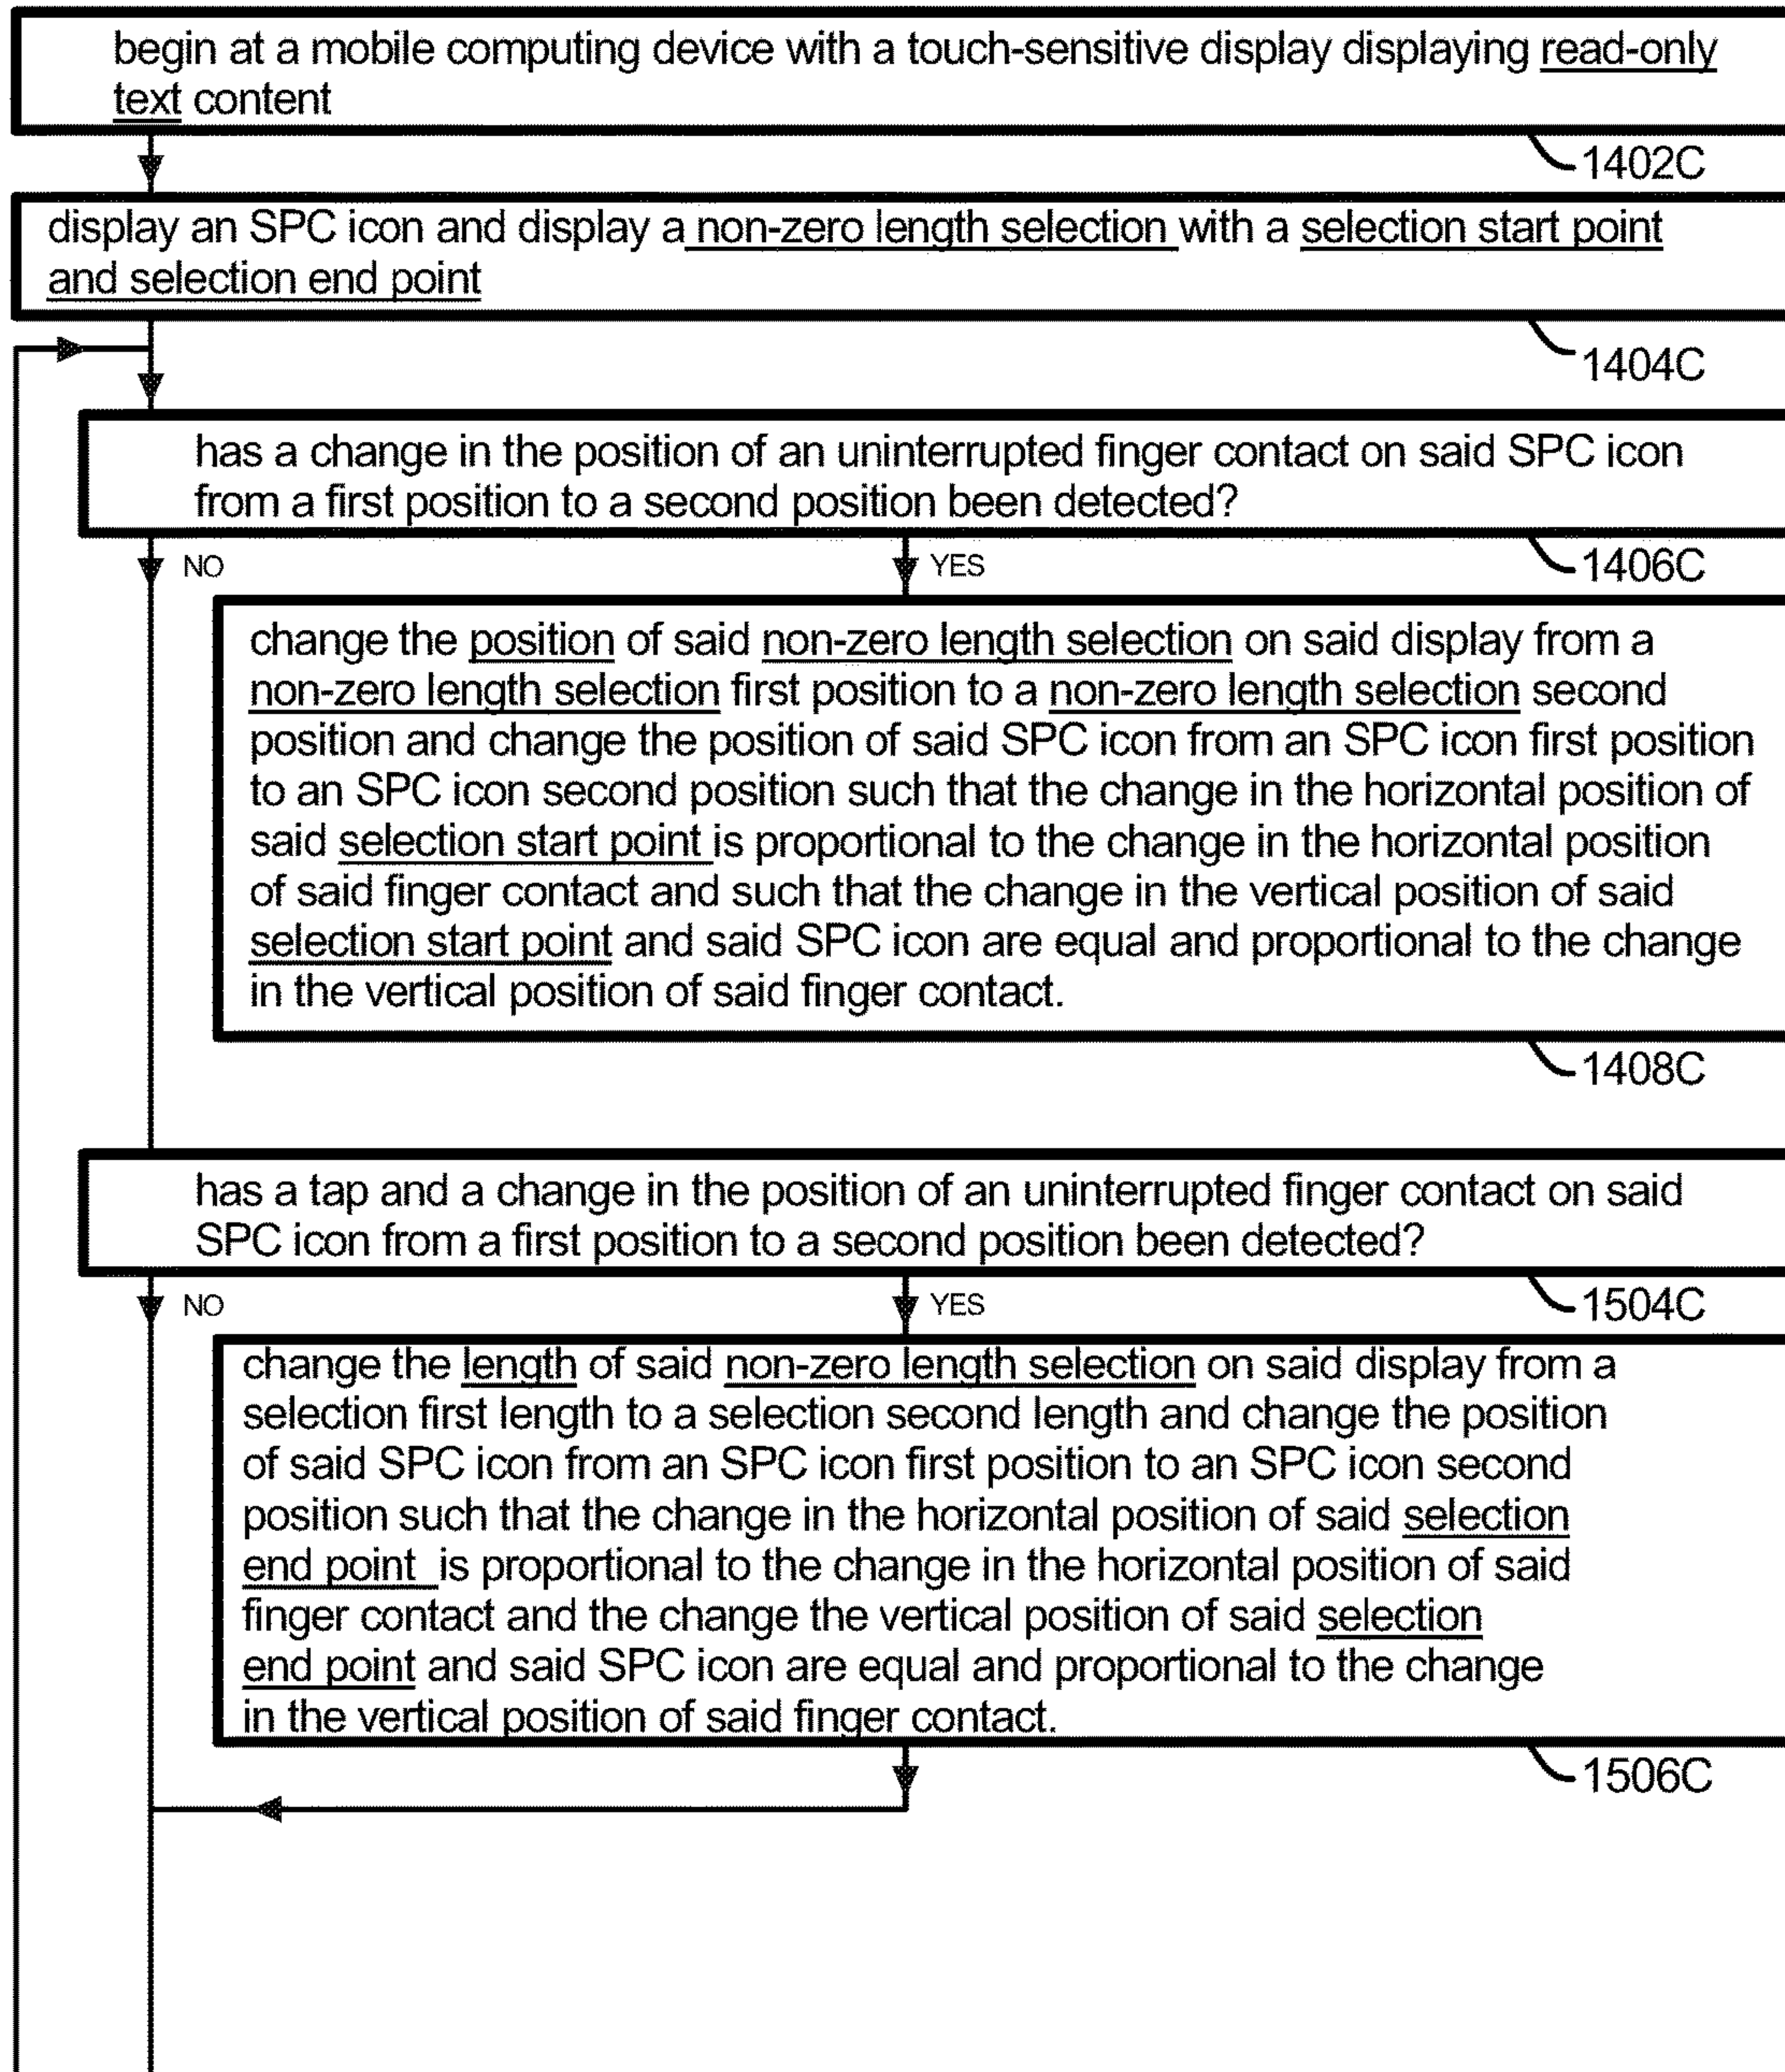 begin at a mobile computing device with a touch-sensitive display displaying read-only
text content
1402C
display an SPC icon and display a non-zero length selection with a selection start point
and selection end point
1404C
has a change in the position of an uninterrupted finger contact on said SPC icon
from a first position to a second position been detected?
NO
YES
1406C
change the position of said non-zero length selection on said display from a
non-zero length selection first position to a non-zero length selection second
position and change the position of said SPC icon from an SPC icon first position
to an SPC icon second position such that the change in the horizontal position of
said selection start point is proportional to the change in the horizontal position
of said finger contact and such that the change in the vertical position of said
selection start point and said SPC icon are equal and proportional to the change
in the vertical position of said finger contact.
1408C
has a tap and a change in the position of an uninterrupted finger contact on said
SPC icon from a first position to a second position been detected?
NO
YES
1504C
change the length of said non-zero length selection on said display from a
selection first length to a selection second length and change the position
of said SPC icon from an SPC icon first position to an SPC icon second
position such that the change in the horizontal position of said selection
end point is proportional to the change in the horizontal position of said
finger contact and the change the vertical position of said selection
end point and said SPC icon are equal and proportional to the change
in the vertical position of said finger contact.
1506C